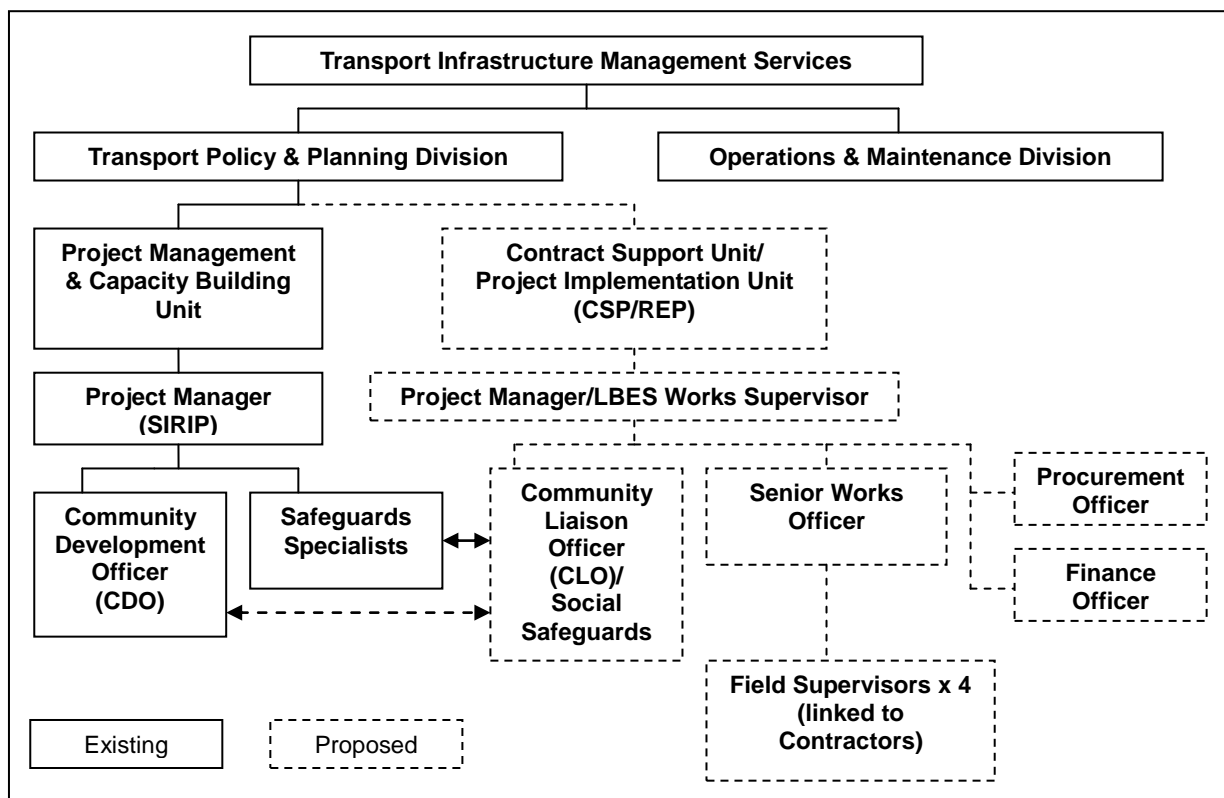 Transport Infrastructure Management Services
Transport Policy & Planning Division
Operations & Maintenance Division
Project Management
& Capacity Building
Unit
Contract Support Unit/
Project Implementation Unit
(CSP/REP)
Project Manager
(SIRIP)
Project Manager/LBES Works Supervisor
Community
Development
Officer
(CDO)
Safeguards
Specialists
Community
Liaison
Officer
(CLO)/
Social
Safeguards
Senior Works
Officer
Procurement
Officer
Finance
Officer
Field Supervisors x 4
(linked to
Contractors)
Existing
Proposed